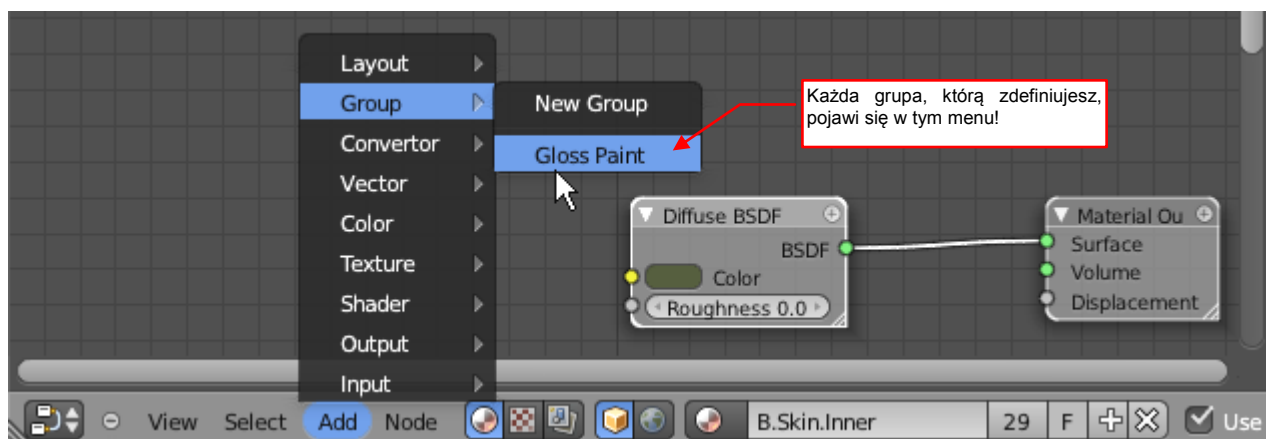 Layout
Group
Convertor
Vector
Color
Texture
Shader
Output
Input
New Group
Gloss Paint
Każda grupa, którą zdefiniujesz,
pojawi się w tym menu!
Diffuse BSDF
BSDF
Color
Roughness 0.0
Material Ou
Surface
Volume
Displacement
View Select Add Node B.Skin.Inner 29 F Use